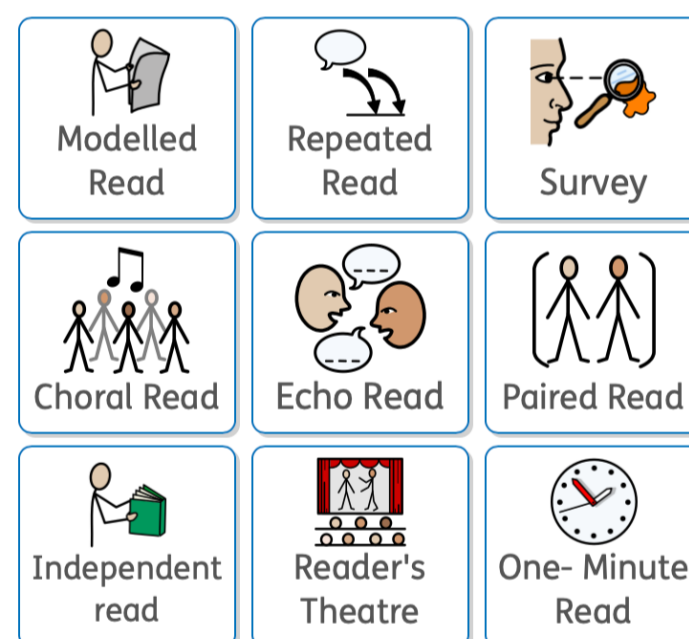 Modelled
Read
Repeated
Read
Survey
Choral Read
Echo Read
Paired Read
Independent
read
Reader's
Theatre
One- Minute
Read